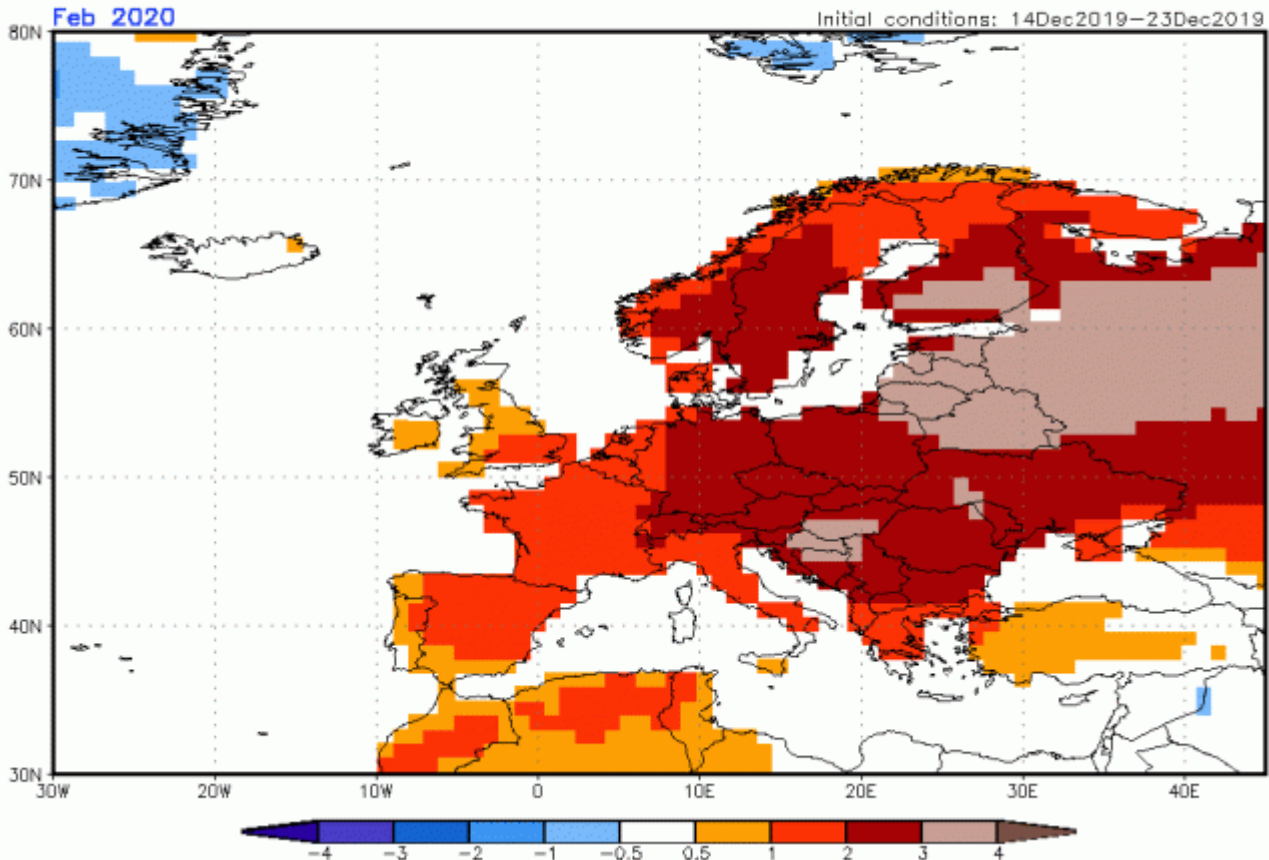 Feb 2020 Initial conditions: 14Dec2019–23Dec2019
80N
70N
60N
50N
40N
30N
30W 20W 10W 0 10E 20E 30E 40E
−4 −3 −2 −1 −0.5 0.5 1 2 3 4